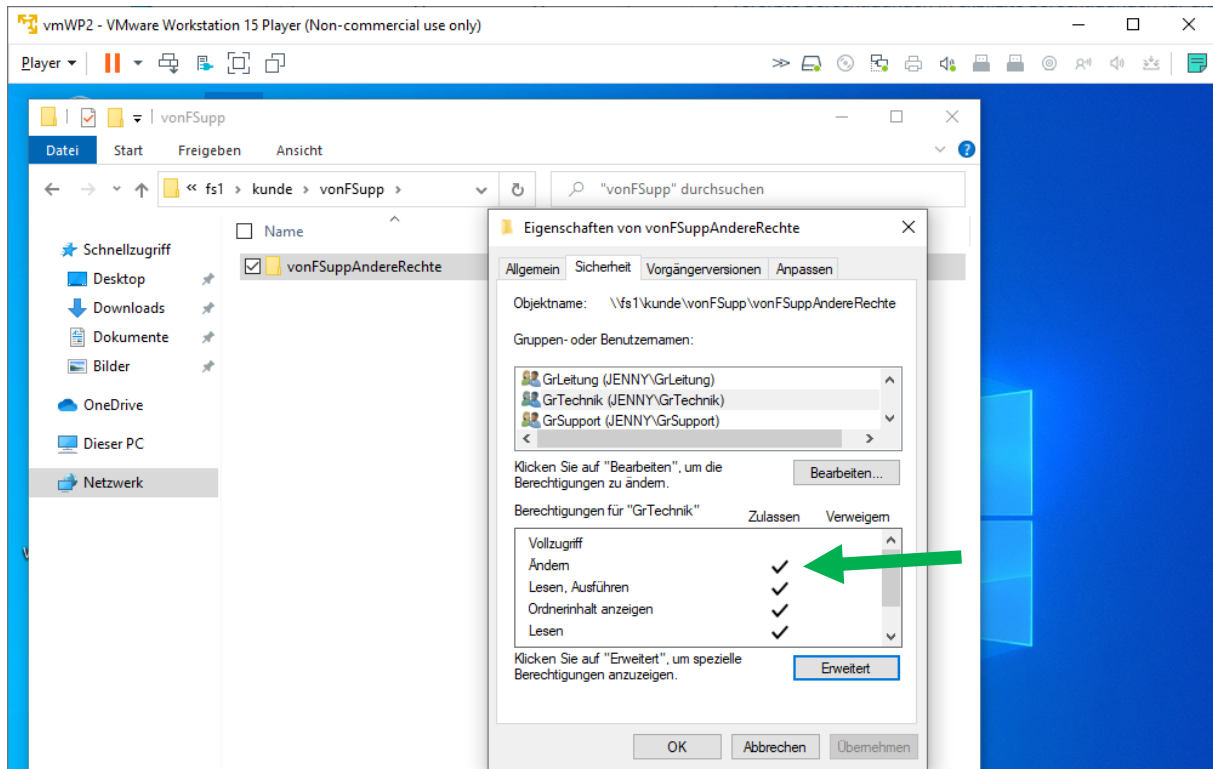 vmWP2 - VMware Workstation 15 Player (Non-commercial use only)
Player
vonFSupp
Datei Start Freigeben Ansicht
« fs1 › kunde › vonFSupp ›
"vonFSupp" durchsuchen
Schnellzugriff
Desktop
Downloads
Dokumente
Bilder
OneDrive
Dieser PC
Netzwerk
Name
vonFSuppAndereRechte
Eigenschaften von vonFSuppAndereRechte
Allgemein Sicherheit Vorgängerversionen Anpassen
Objektname: \\fs1\kunde\vonFSupp\vonFSuppAndereRechte
Gruppen- oder Benutzernamen:
GrLeitung (JENNY\GrLeitung)
GrTechnik (JENNY\GrTechnik)
GrSupport (JENNY\GrSupport)
Klicken Sie auf "Bearbeiten", um die
Berechtigungen zu ändern.
Bearbeiten...
Berechtigungen für "GrTechnik" Zulassen Verweigern
Vollzugriff
Ändern
Lesen, Ausführen
Ordnerinhalt anzeigen
Lesen
Klicken Sie auf "Erweitert", um spezielle
Berechtigungen anzuzeigen.
Erweitert
OK Abbrechen Übernehmen